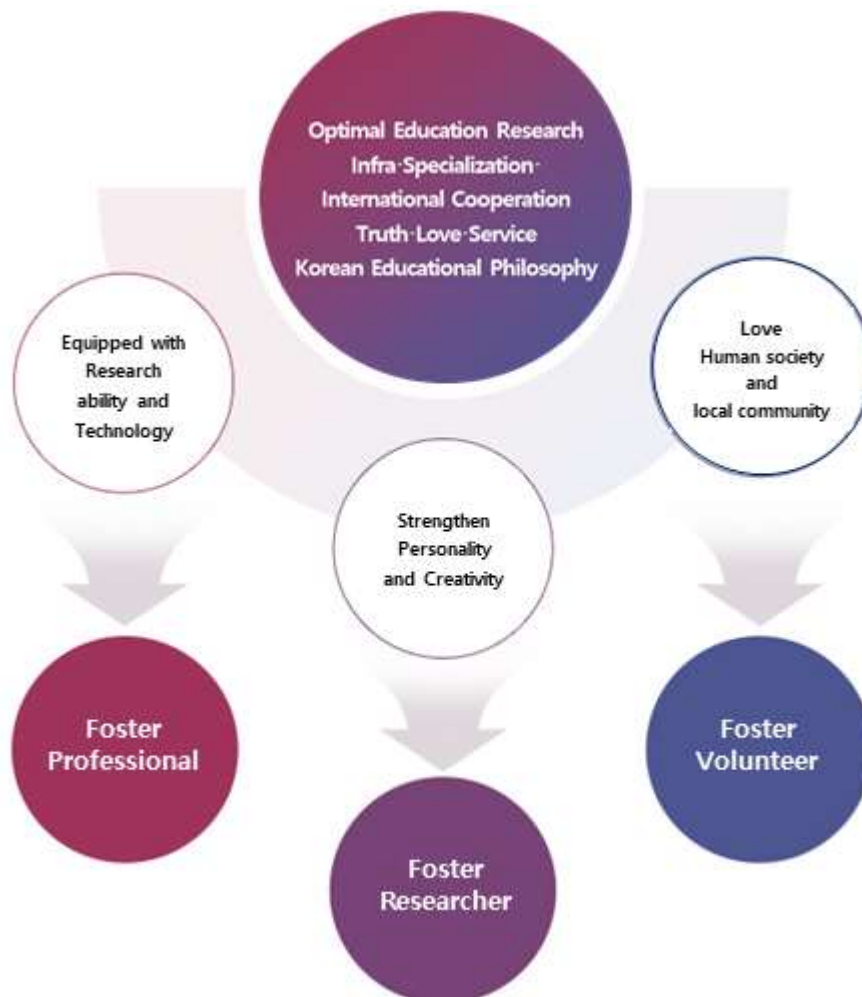 Optimal Education Research
Infra·Specialization·
International Cooperation
Truth·Love·Service
Korean Educational Philosophy
Equipped with
Research
ability and
Technology
Love
Human society
and
local community
Strengthen
Personality
and Creativity
Foster
Professional
Foster
Volunteer
Foster
Researcher